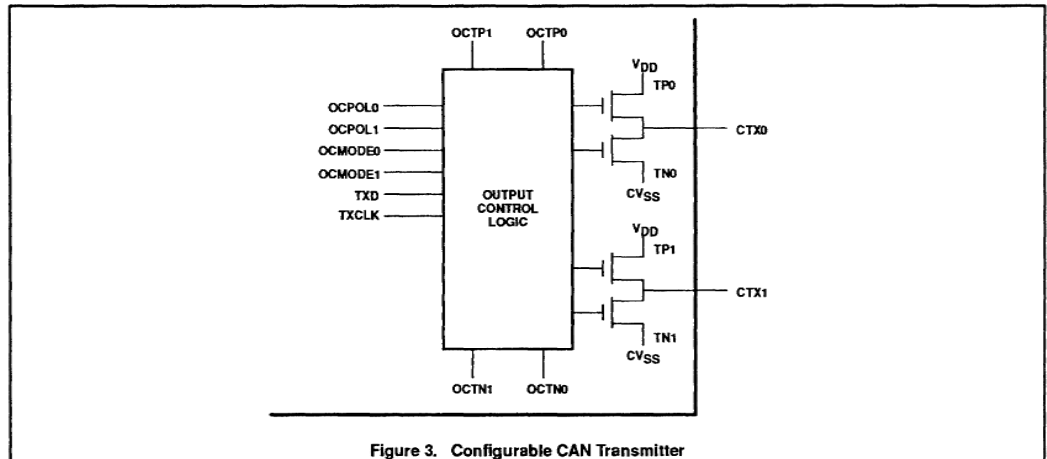 OCTP1 OCTP0
VDD
TP0
OCPOL0
OCPOL1
CTX0
OCMODE0
OCMODE1
TN0
TXD
CVSS
TXCLK
OUTPUT
CONTROL
LOGIC
VDD
TP1
CTX1
TN1
CVSS
OCTN1 OCTN0
Figure 3. Configurable CAN Transmitter